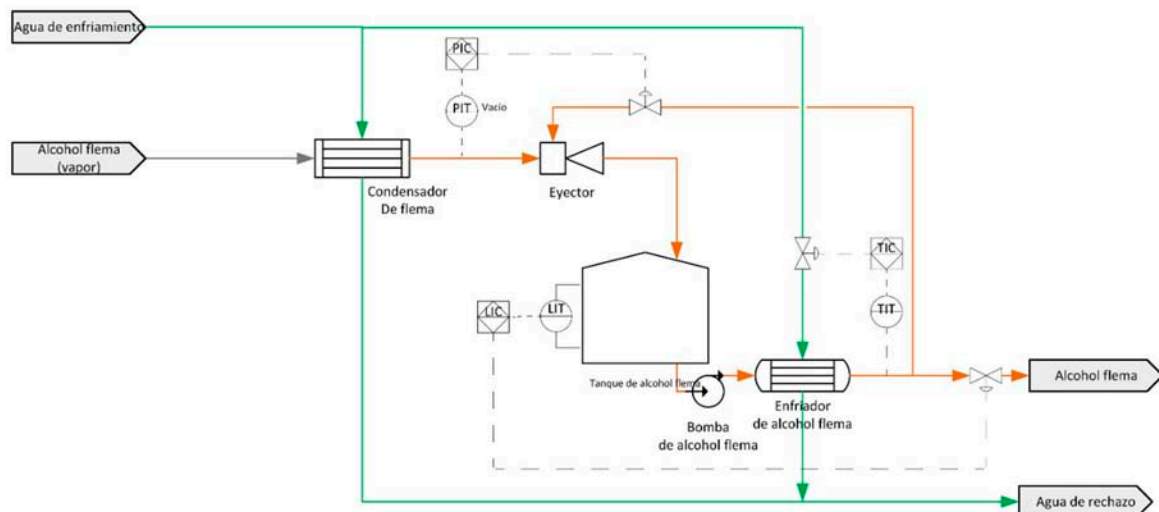 Agua de enfriamiento
PIC
PIT
Vacío
Alcohol flema
(vapor)
Condensador
De flema
Eyector
TIC
TIT
LIC
LIT
Tanque de alcohol flema
Bomba
de alcohol flema
Enfriador
de alcohol flema
Alcohol flema
Agua de rechazo